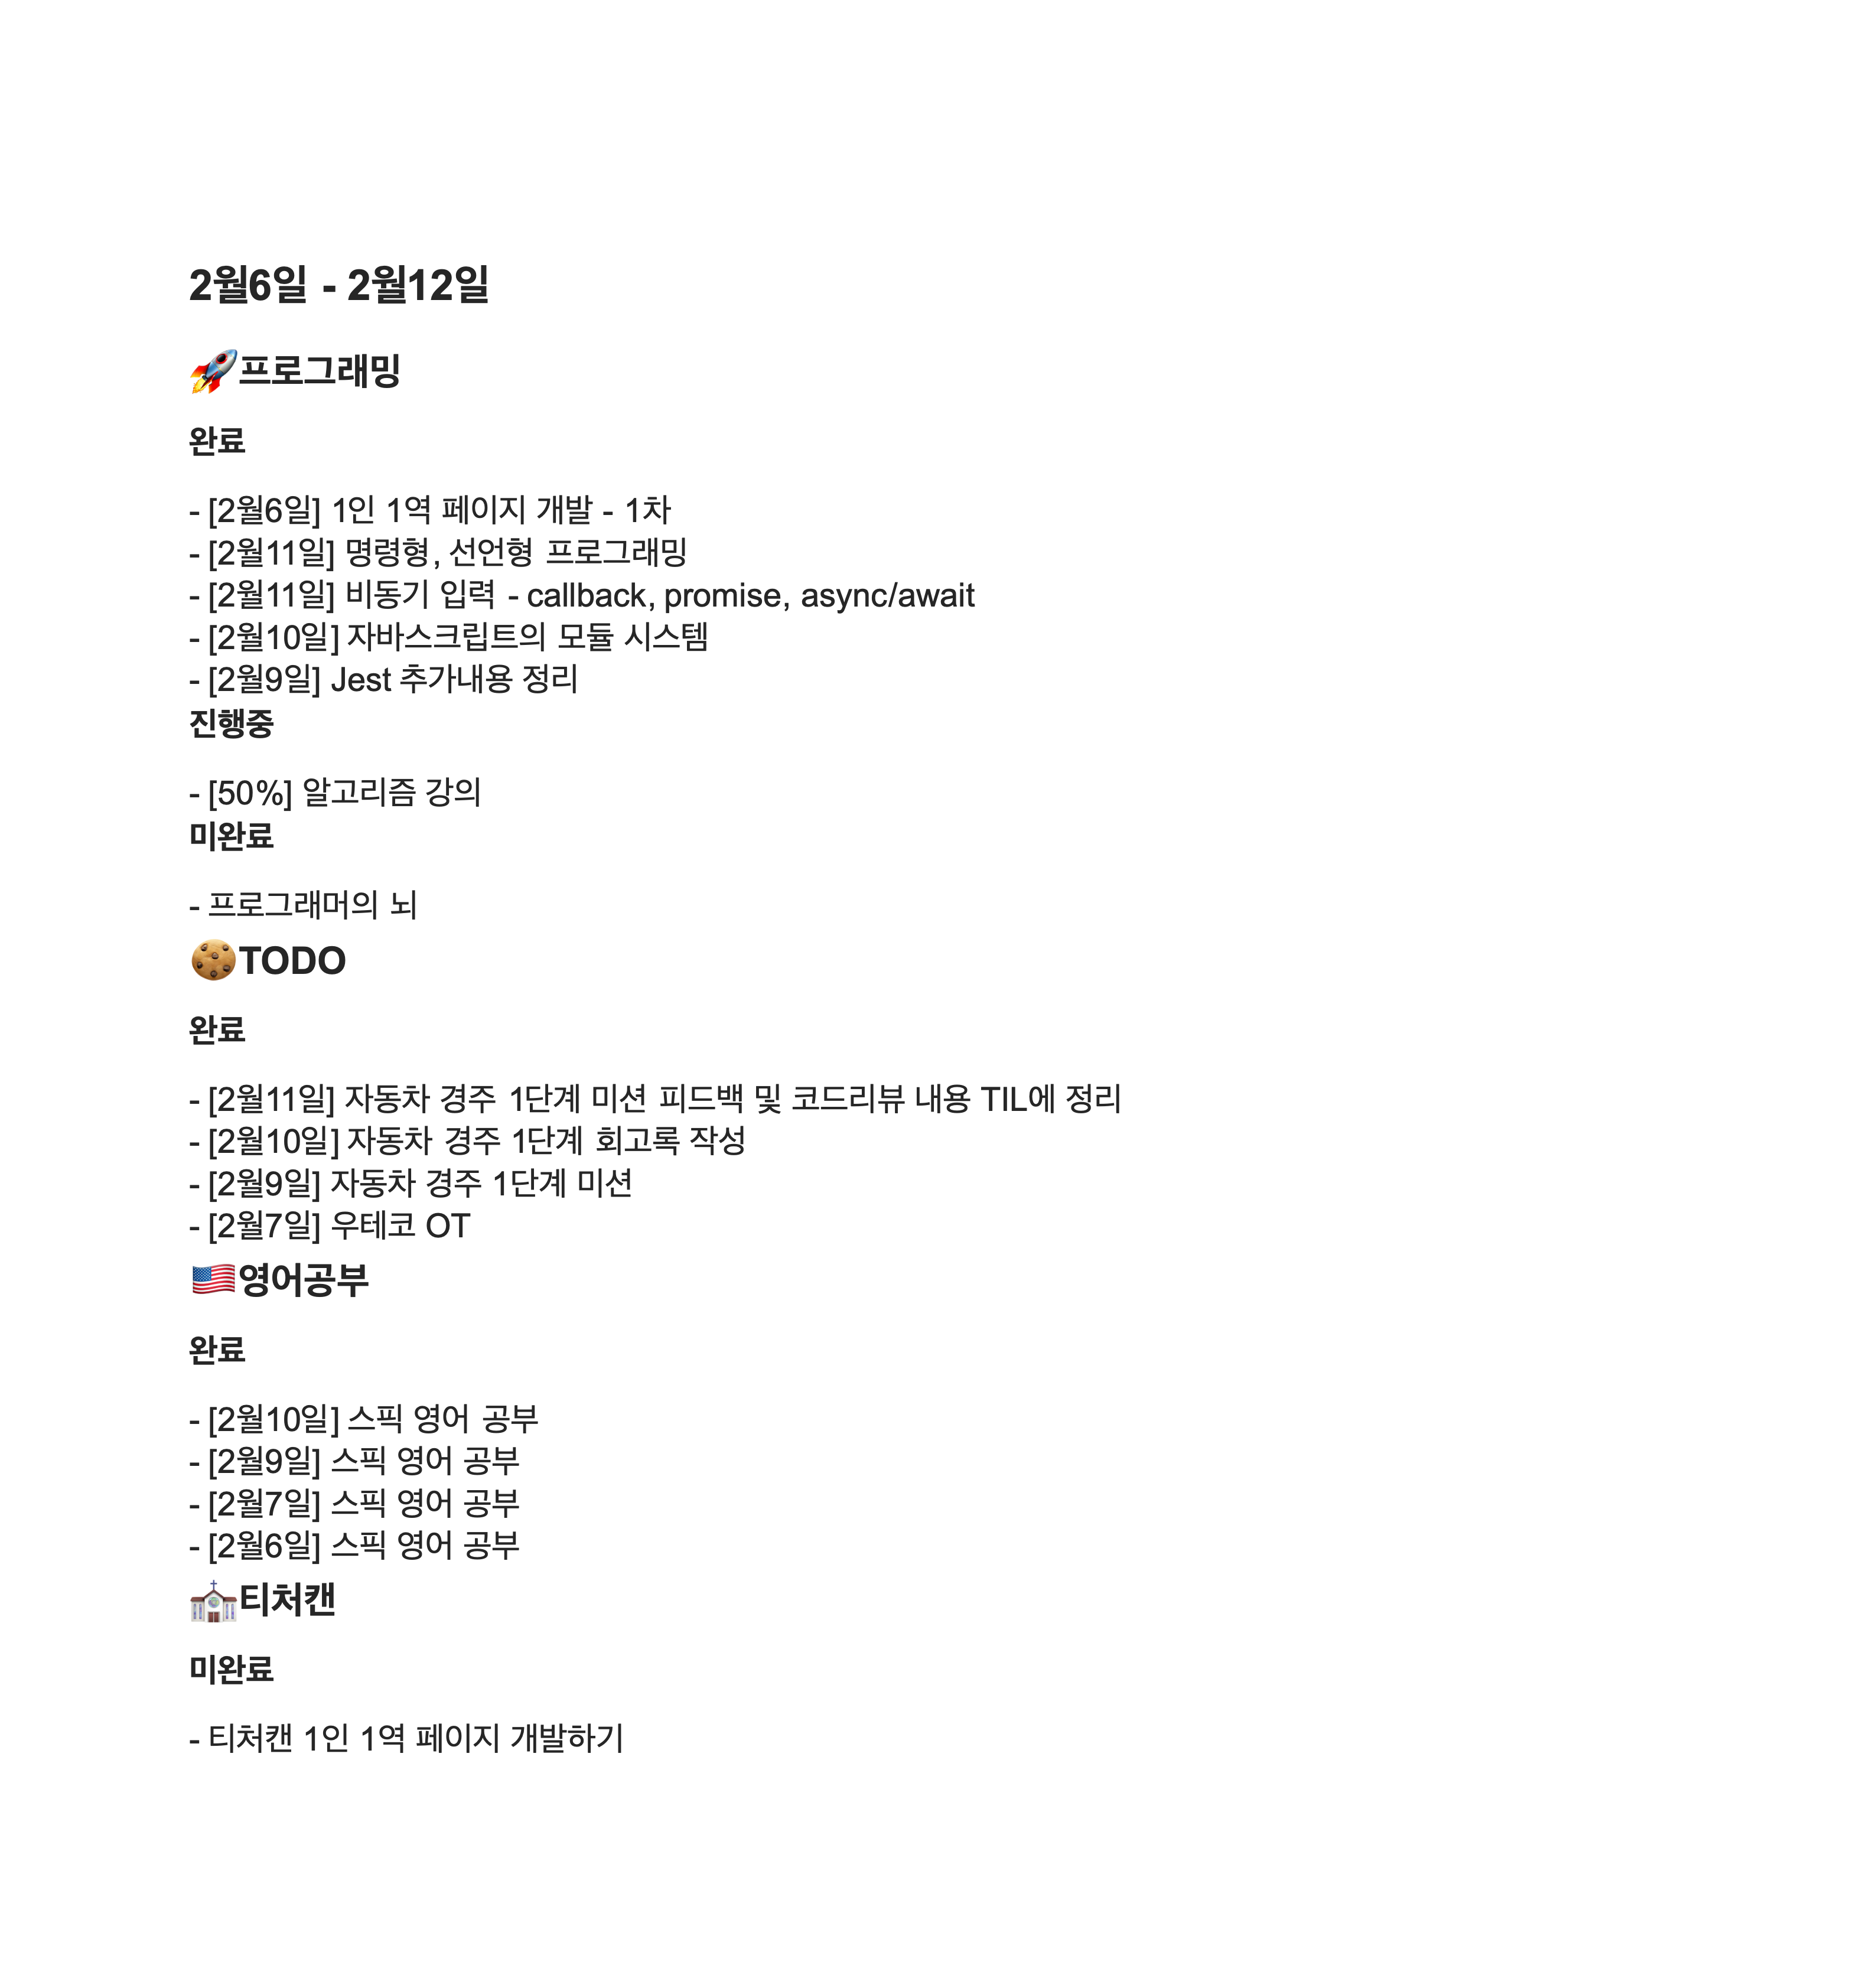 2월6일 - 2월12일
🚀프로그래밍
완료
- [2월6일] 1인 1역 페이지 개발 - 1차
- [2월11일] 명령형, 선언형 프로그래밍
- [2월11일] 비동기 입력 - callback, promise, async/await
- [2월10일] 자바스크립트의 모듈 시스템
- [2월9일] Jest 추가내용 정리
진행중
- [50%] 알고리즘 강의
미완료
- 프로그래머의 뇌
🍪TODO
완료
- [2월11일] 자동차 경주 1단계 미션 피드백 및 코드리뷰 내용 TIL에 정리
- [2월10일] 자동차 경주 1단계 회고록 작성
- [2월9일] 자동차 경주 1단계 미션
- [2월7일] 우테코 OT
🇺🇸영어공부
완료
- [2월10일] 스픽 영어 공부
- [2월9일] 스픽 영어 공부
- [2월7일] 스픽 영어 공부
- [2월6일] 스픽 영어 공부
⛪티처캔
미완료
- 티처캔 1인 1역 페이지 개발하기